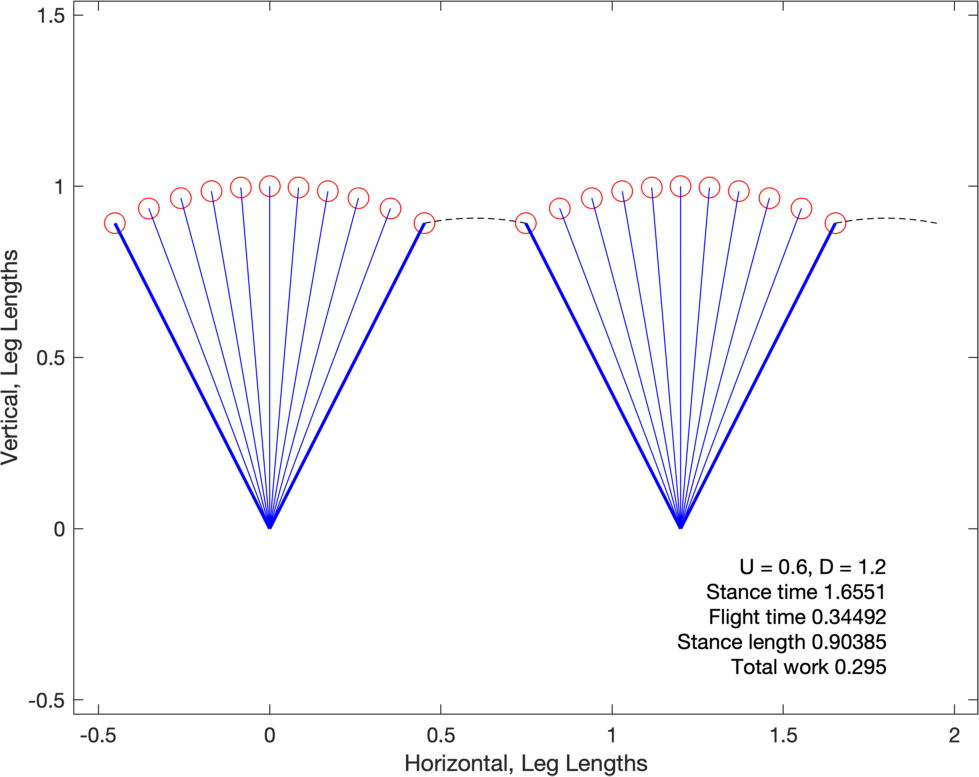 1.5
1
0.5
0
-0.5
Vertical, Leg Lengths
U = 0.6, D = 1.2
Stance time 1.6551
Flight time 0.34492
Stance length 0.90385
Total work 0.295
-0.5
0
0.5
1
1.5
2
Horizontal, Leg Lengths